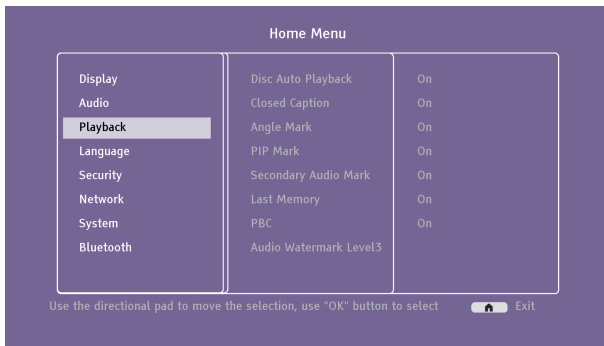 Home Menu
Display Disc Auto Playback On
Audio Closed Caption On
Playback Angle Mark On
Language PIP Mark On
Security Secondary Audio Mark On
Network Last Memory On
System PBC On
Bluetooth Audio Watermark Level3
Use the directional pad to move the selection, use "OK" button to select Exit